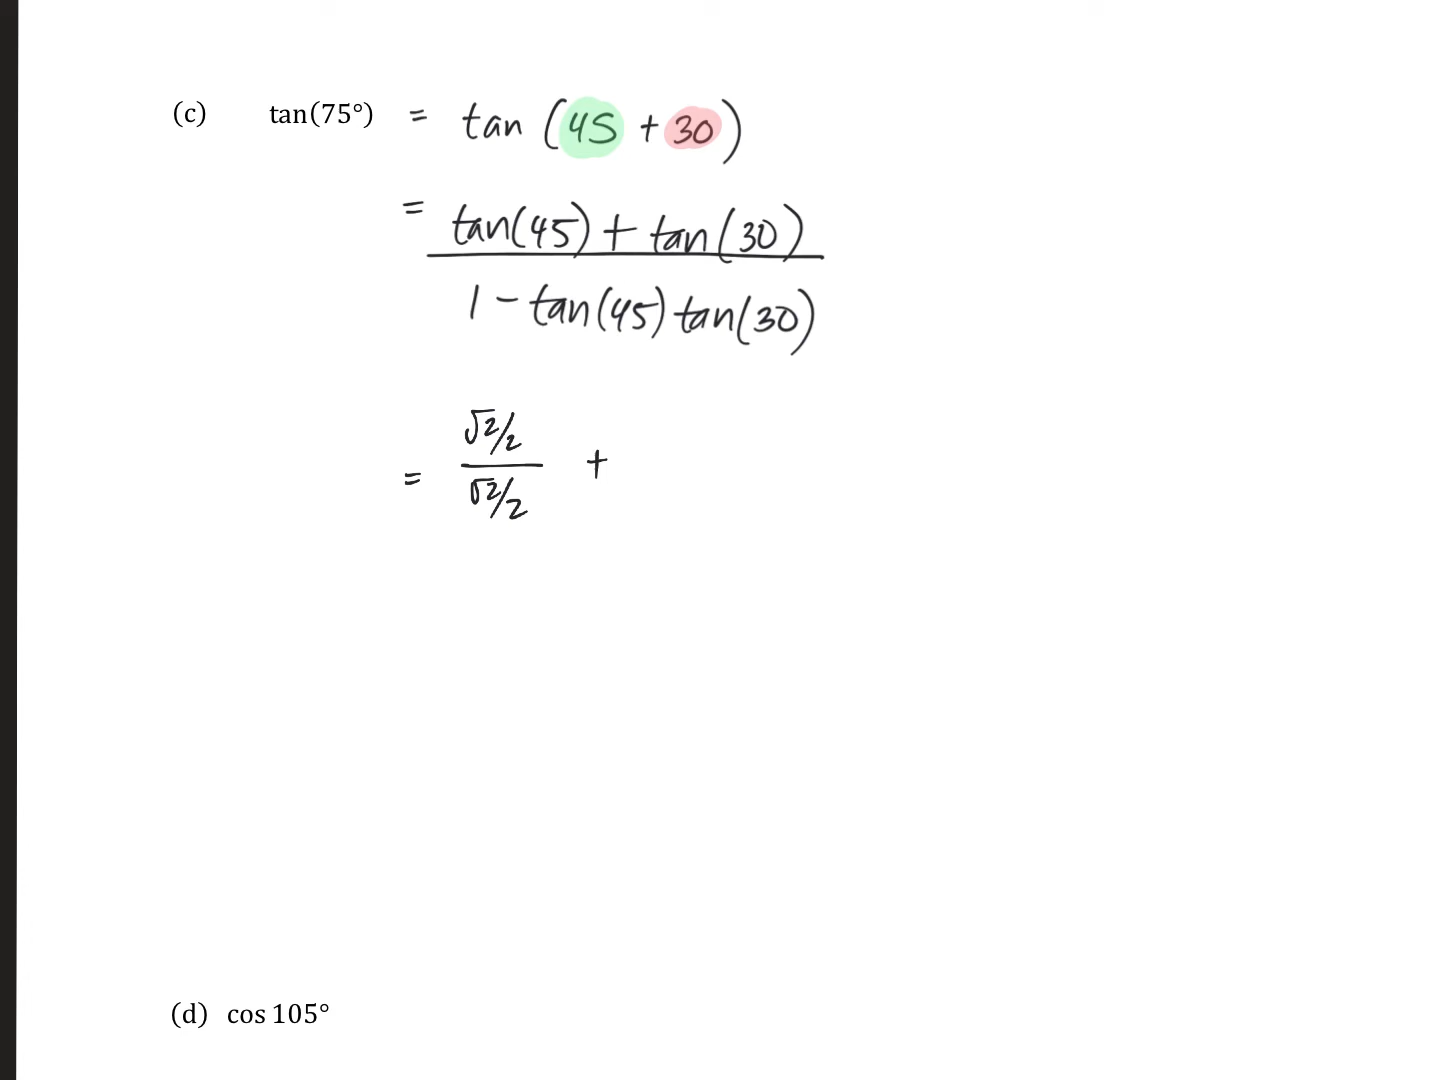 (c) tan(75°) = tan (45 + 30)
= tan(45) + tan(30)
1 - tan(45) tan(30)
√2/2
= +
√2/2
(d) cos 105°